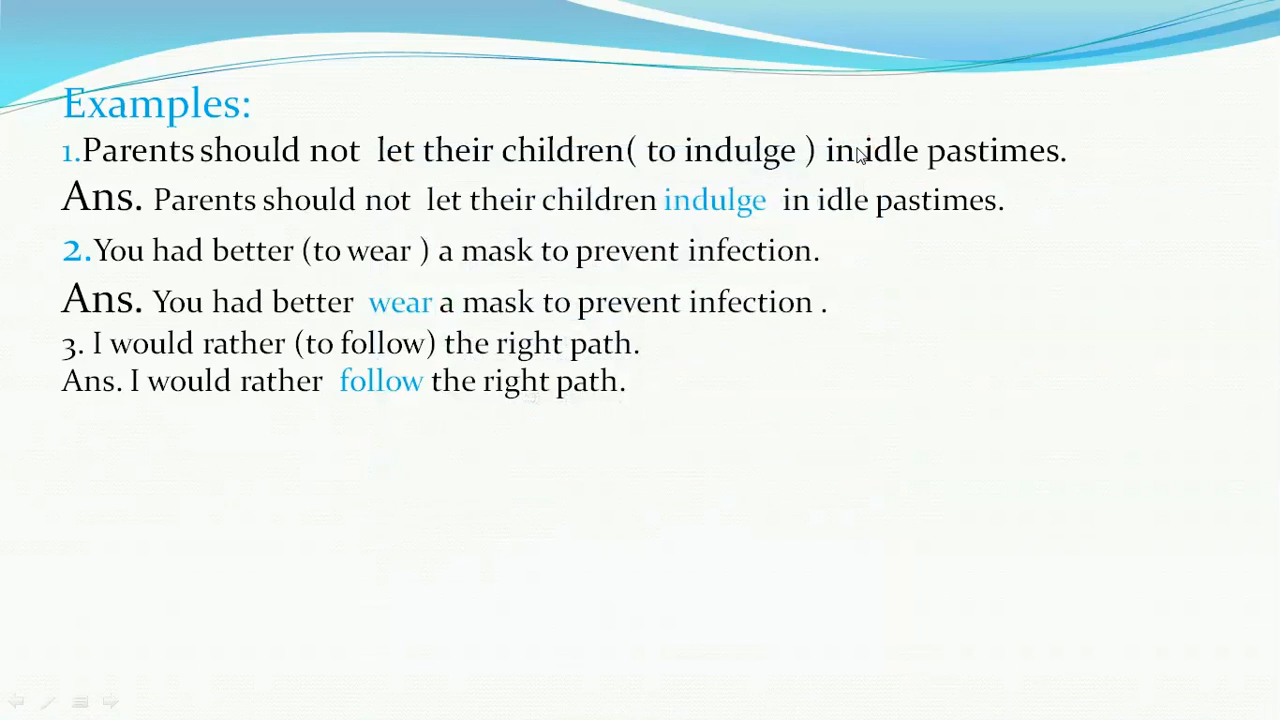 Examples:
1.Parents should not let their children( to indulge ) in idle pastimes.
Ans. Parents should not let their children indulge in idle pastimes.
2.You had better (to wear ) a mask to prevent infection.
Ans. You had better wear a mask to prevent infection .
3. I would rather (to follow) the right path.
Ans. I would rather follow the right path.